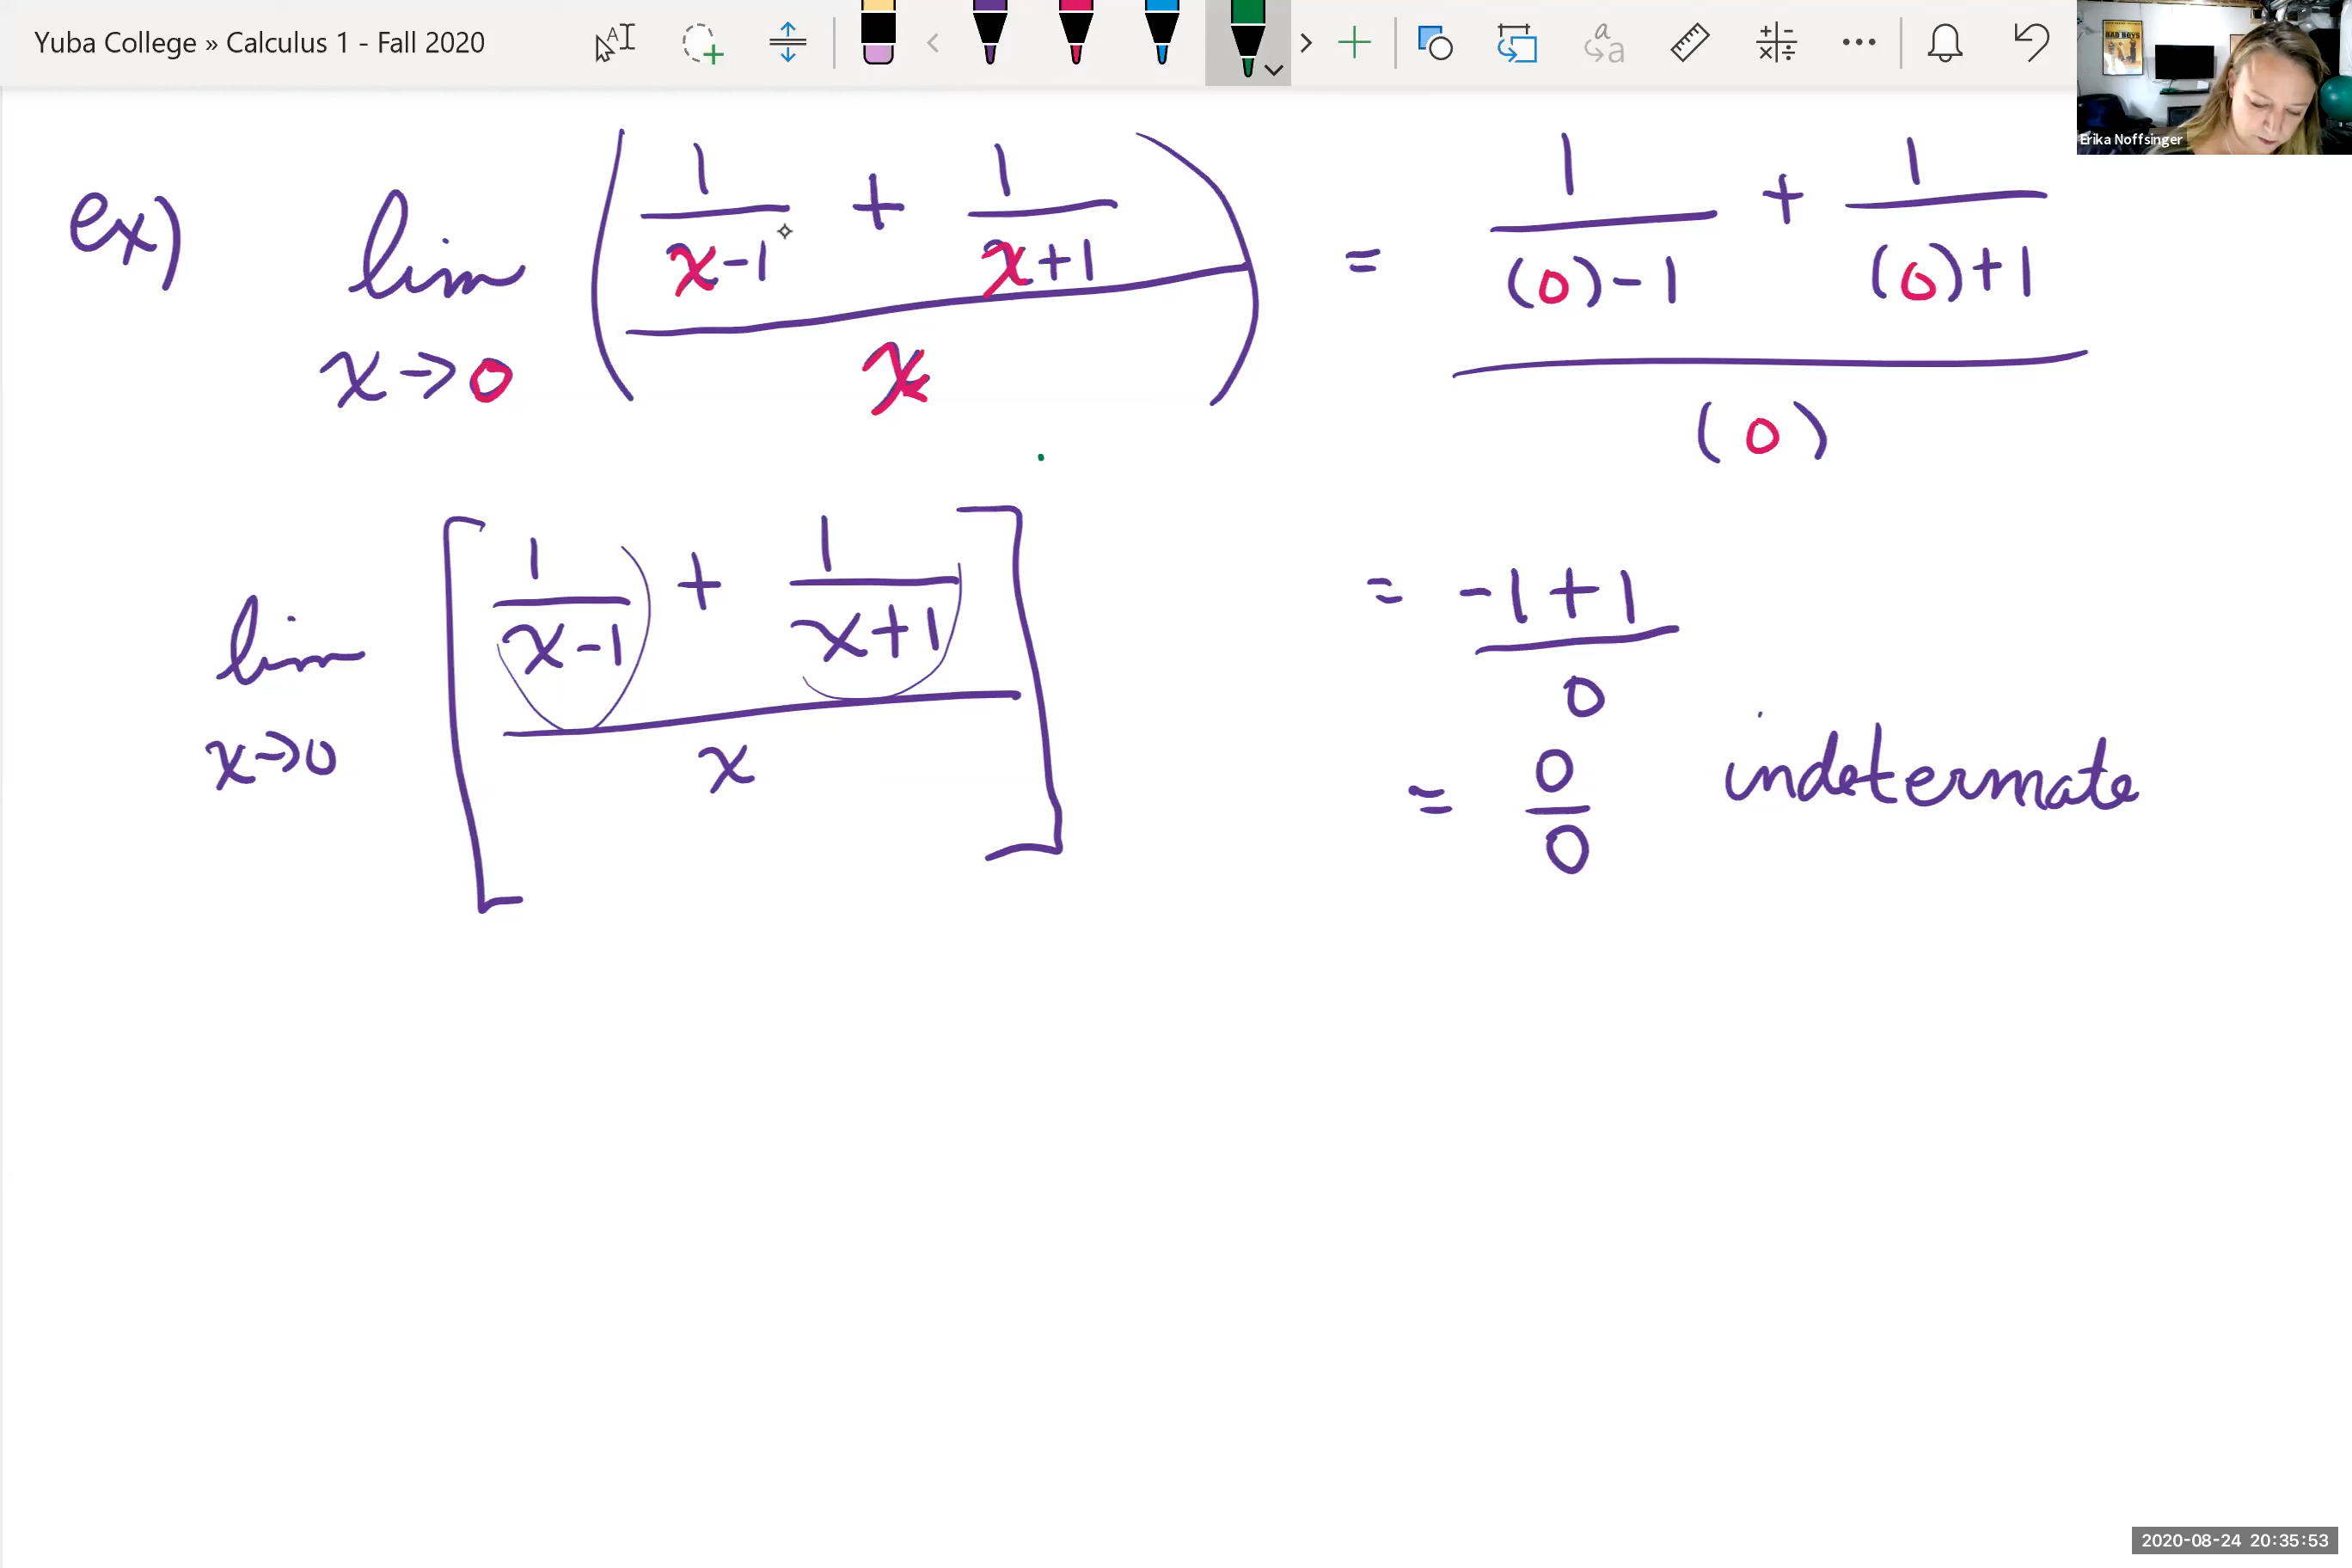 Yuba College » Calculus 1 - Fall 2020
BAD BOYS
Erika Noffsinger
ex) lim x→0 ( (1/(x-1) + 1/(x+1)) / x ) = (1/((0)-1) + 1/((0)+1)) / (0)
lim x→0 [ (1/(x-1) + 1/(x+1)) / x ]
= (-1+1) / 0
= 0/0 indetermate
2020-08-24 20:35:53